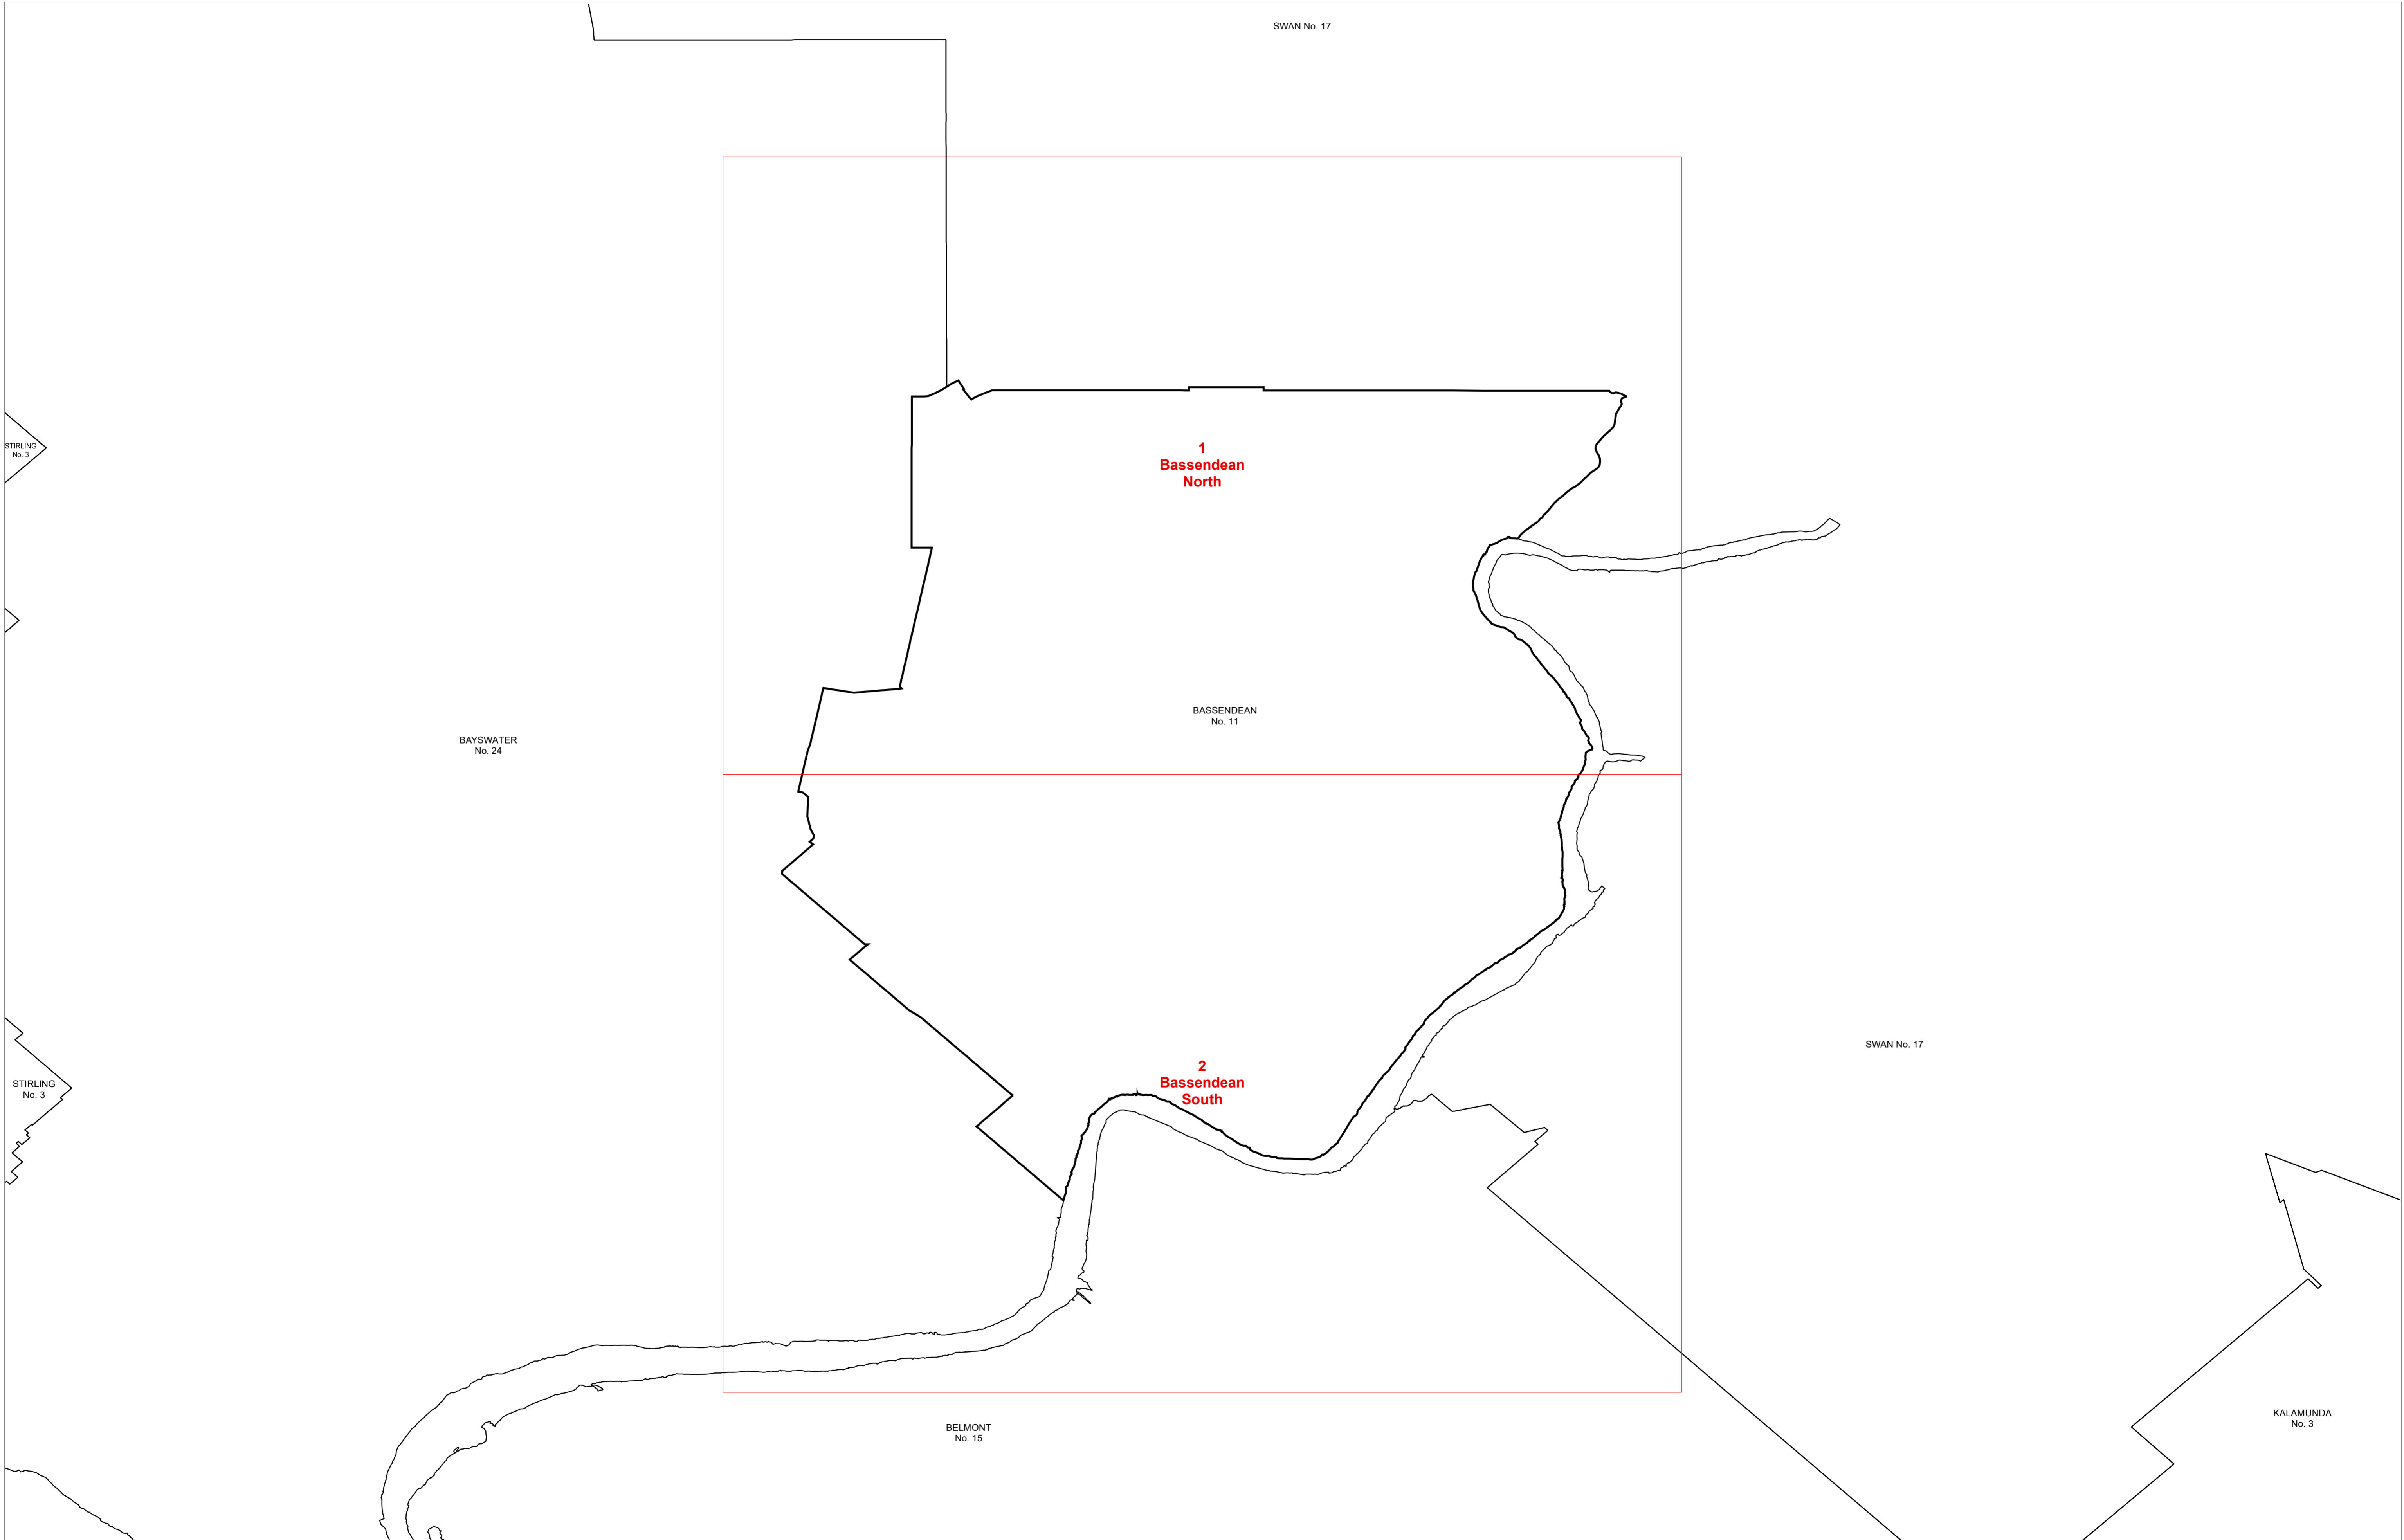 SWAN No. 17
1
Bassendean
North
STIRLING
No. 3
BASSENDEAN
No. 11
BAYSWATER
No. 24
SWAN No. 17
2
Bassendean
South
STIRLING
No. 3
KALAMUNDA
No. 3
BELMONT
No. 15